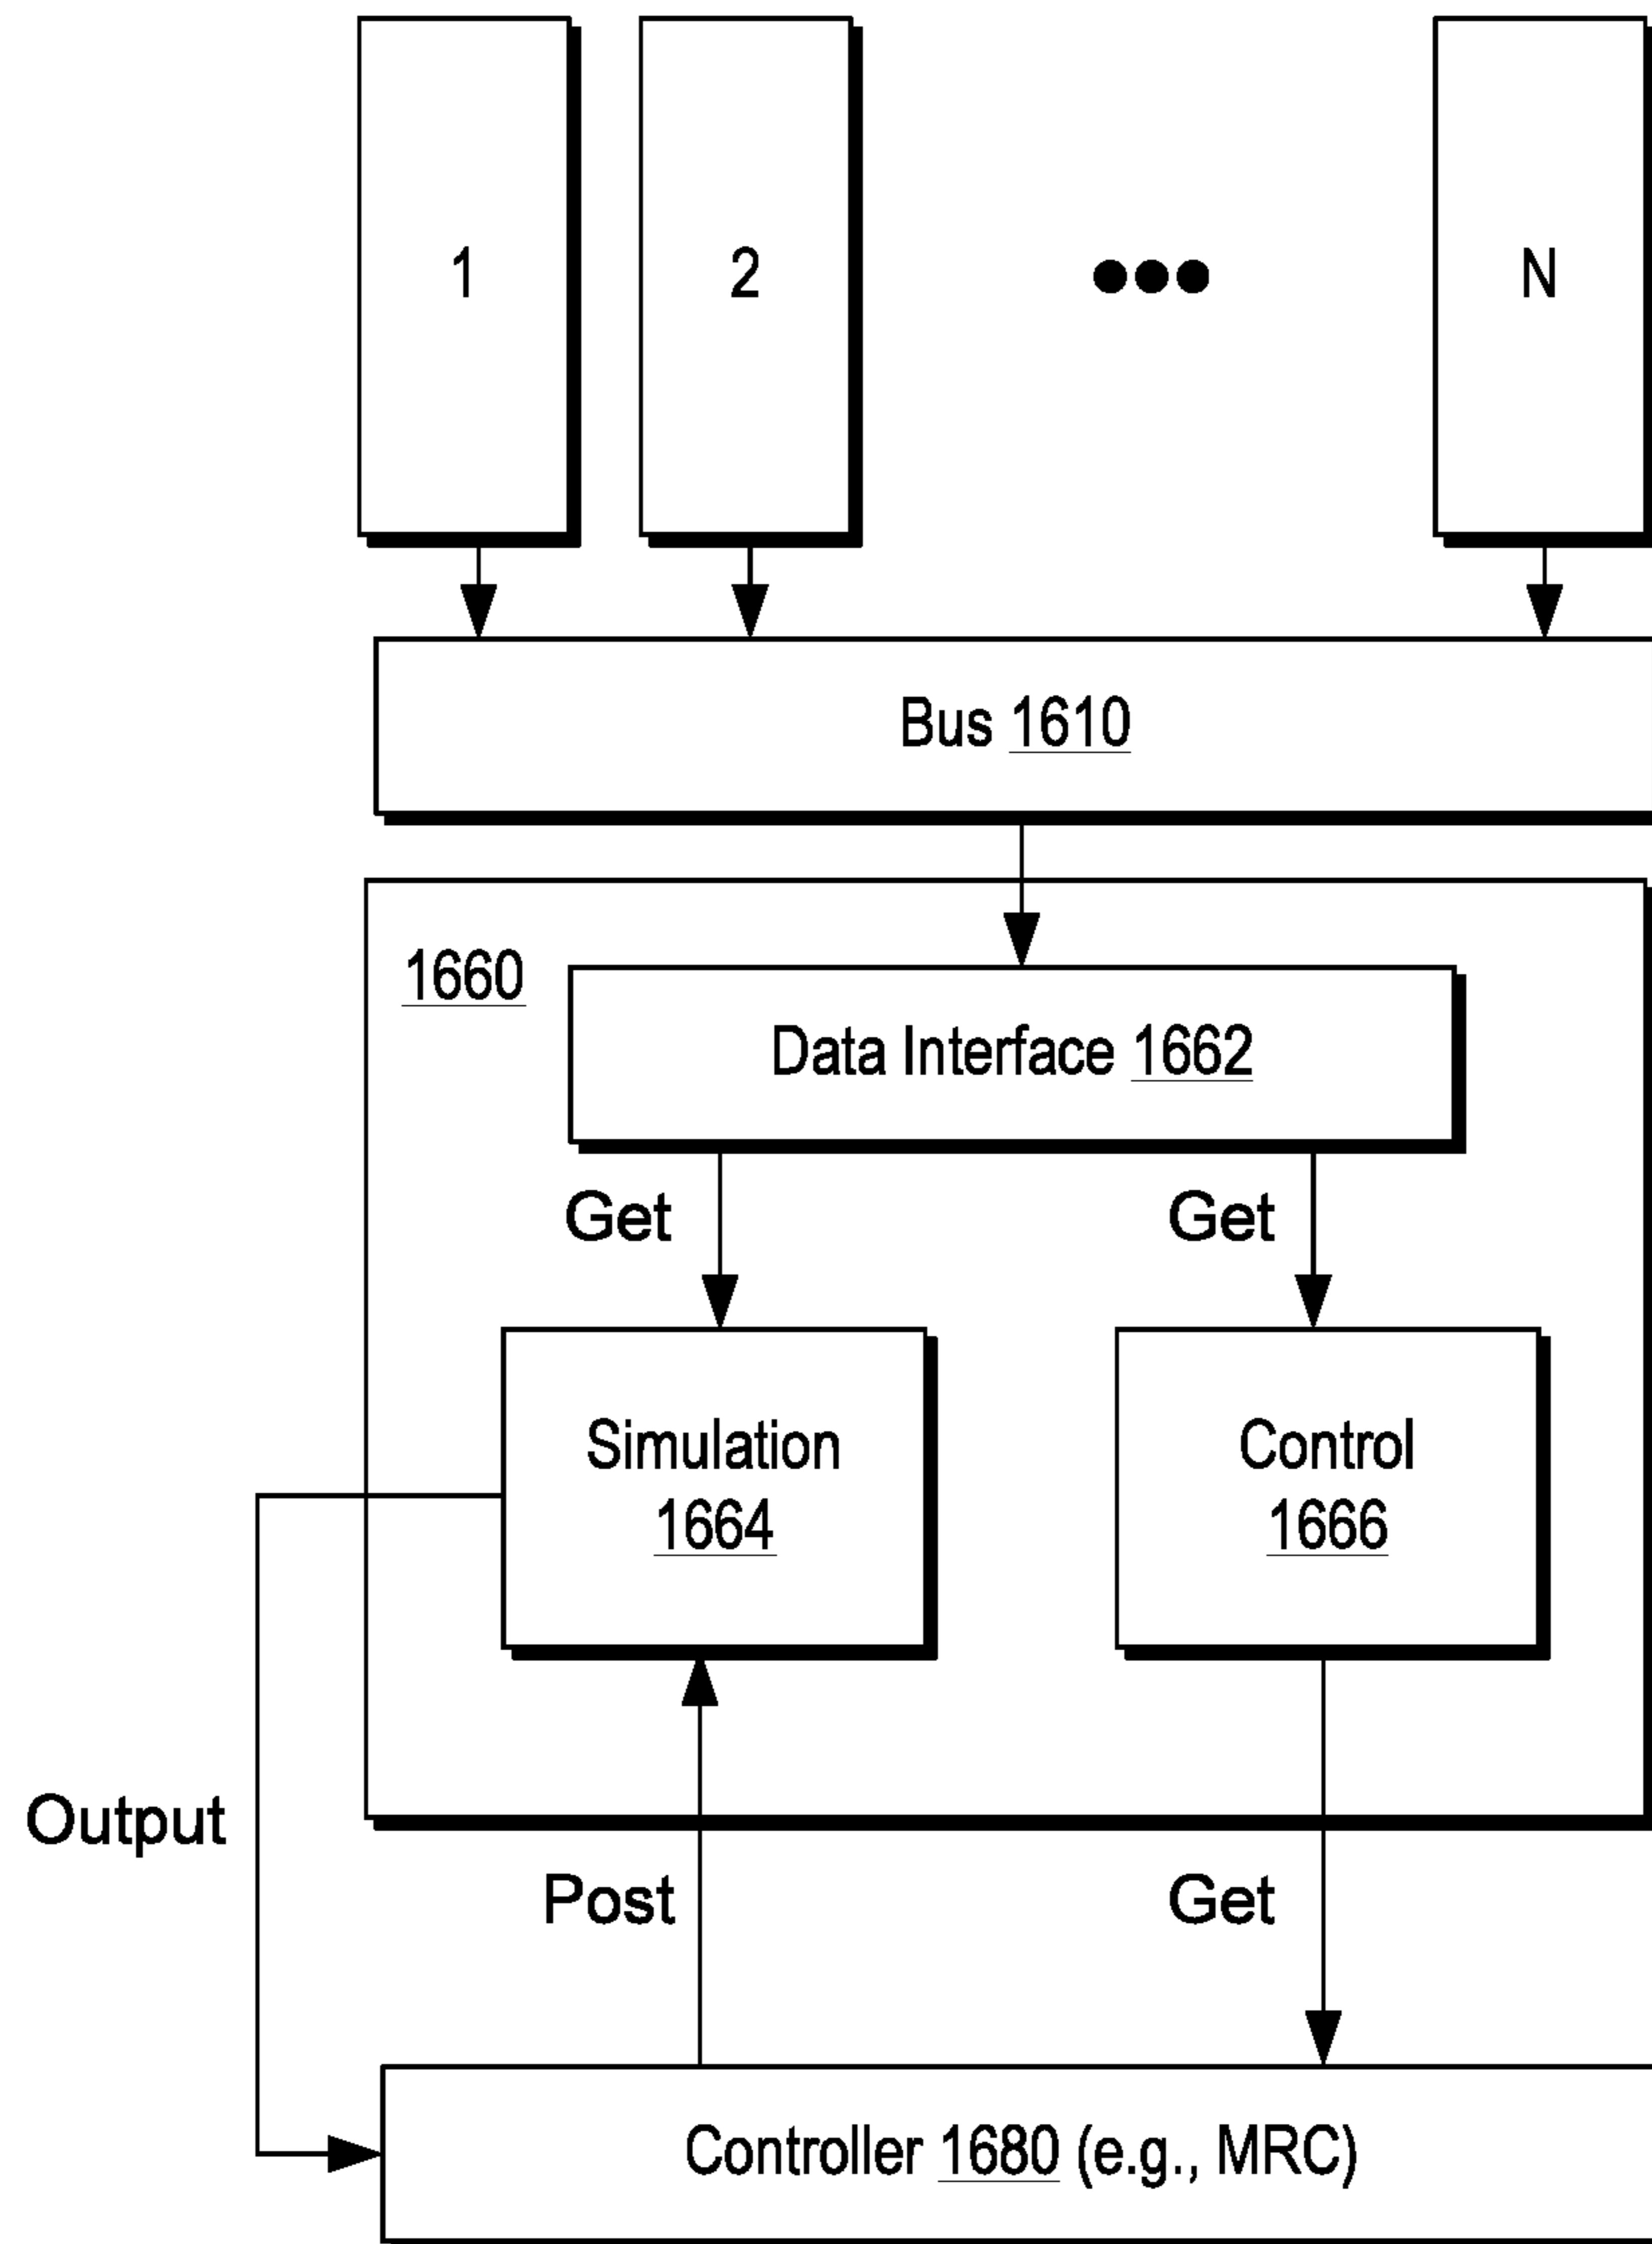 1
2
N
Bus 1610
1660
Data Interface 1662
Get
Get
Simulation
1664
Control
1666
Output
Post
Get
Controller 1680 (e.g., MRC)